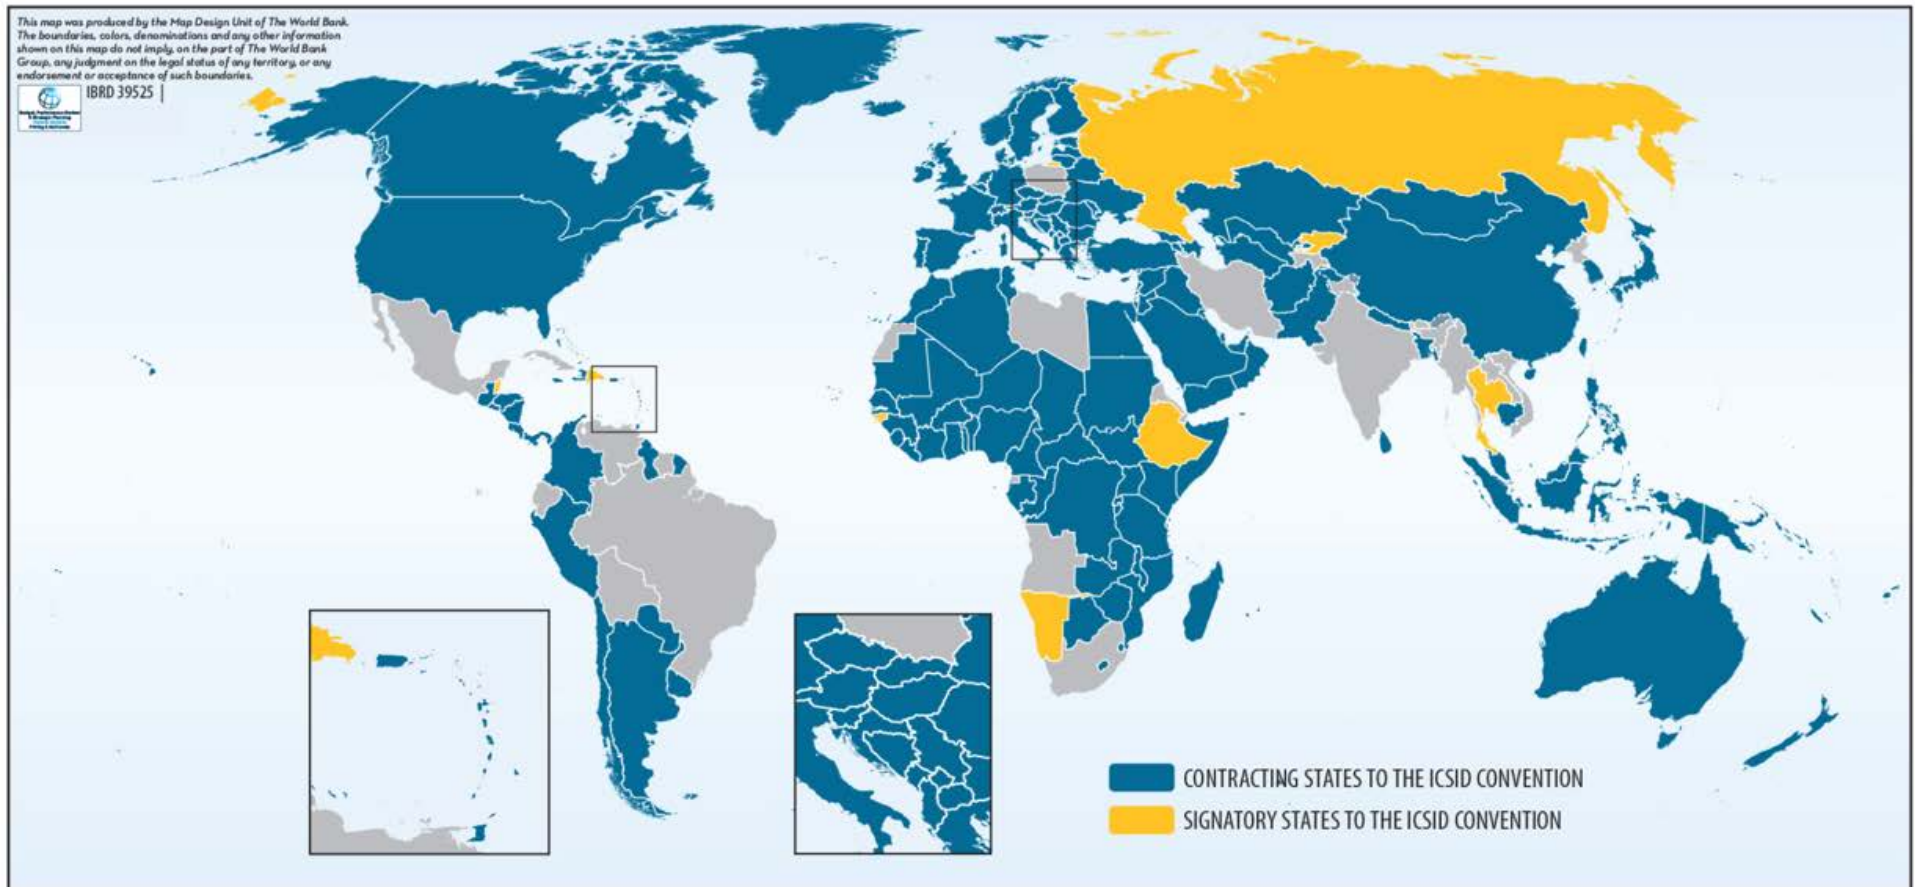 This map was produced by the Map Design Unit of The World Bank.
The boundaries, colors, denominations and any other information
shown on this map do not imply, on the part of The World Bank
Group, any judgment on the legal status of any territory, or any
endorsement or acceptance of such boundaries.
IBRD 39525 |
CONTRACTING STATES TO THE ICSID CONVENTION
SIGNATORY STATES TO THE ICSID CONVENTION